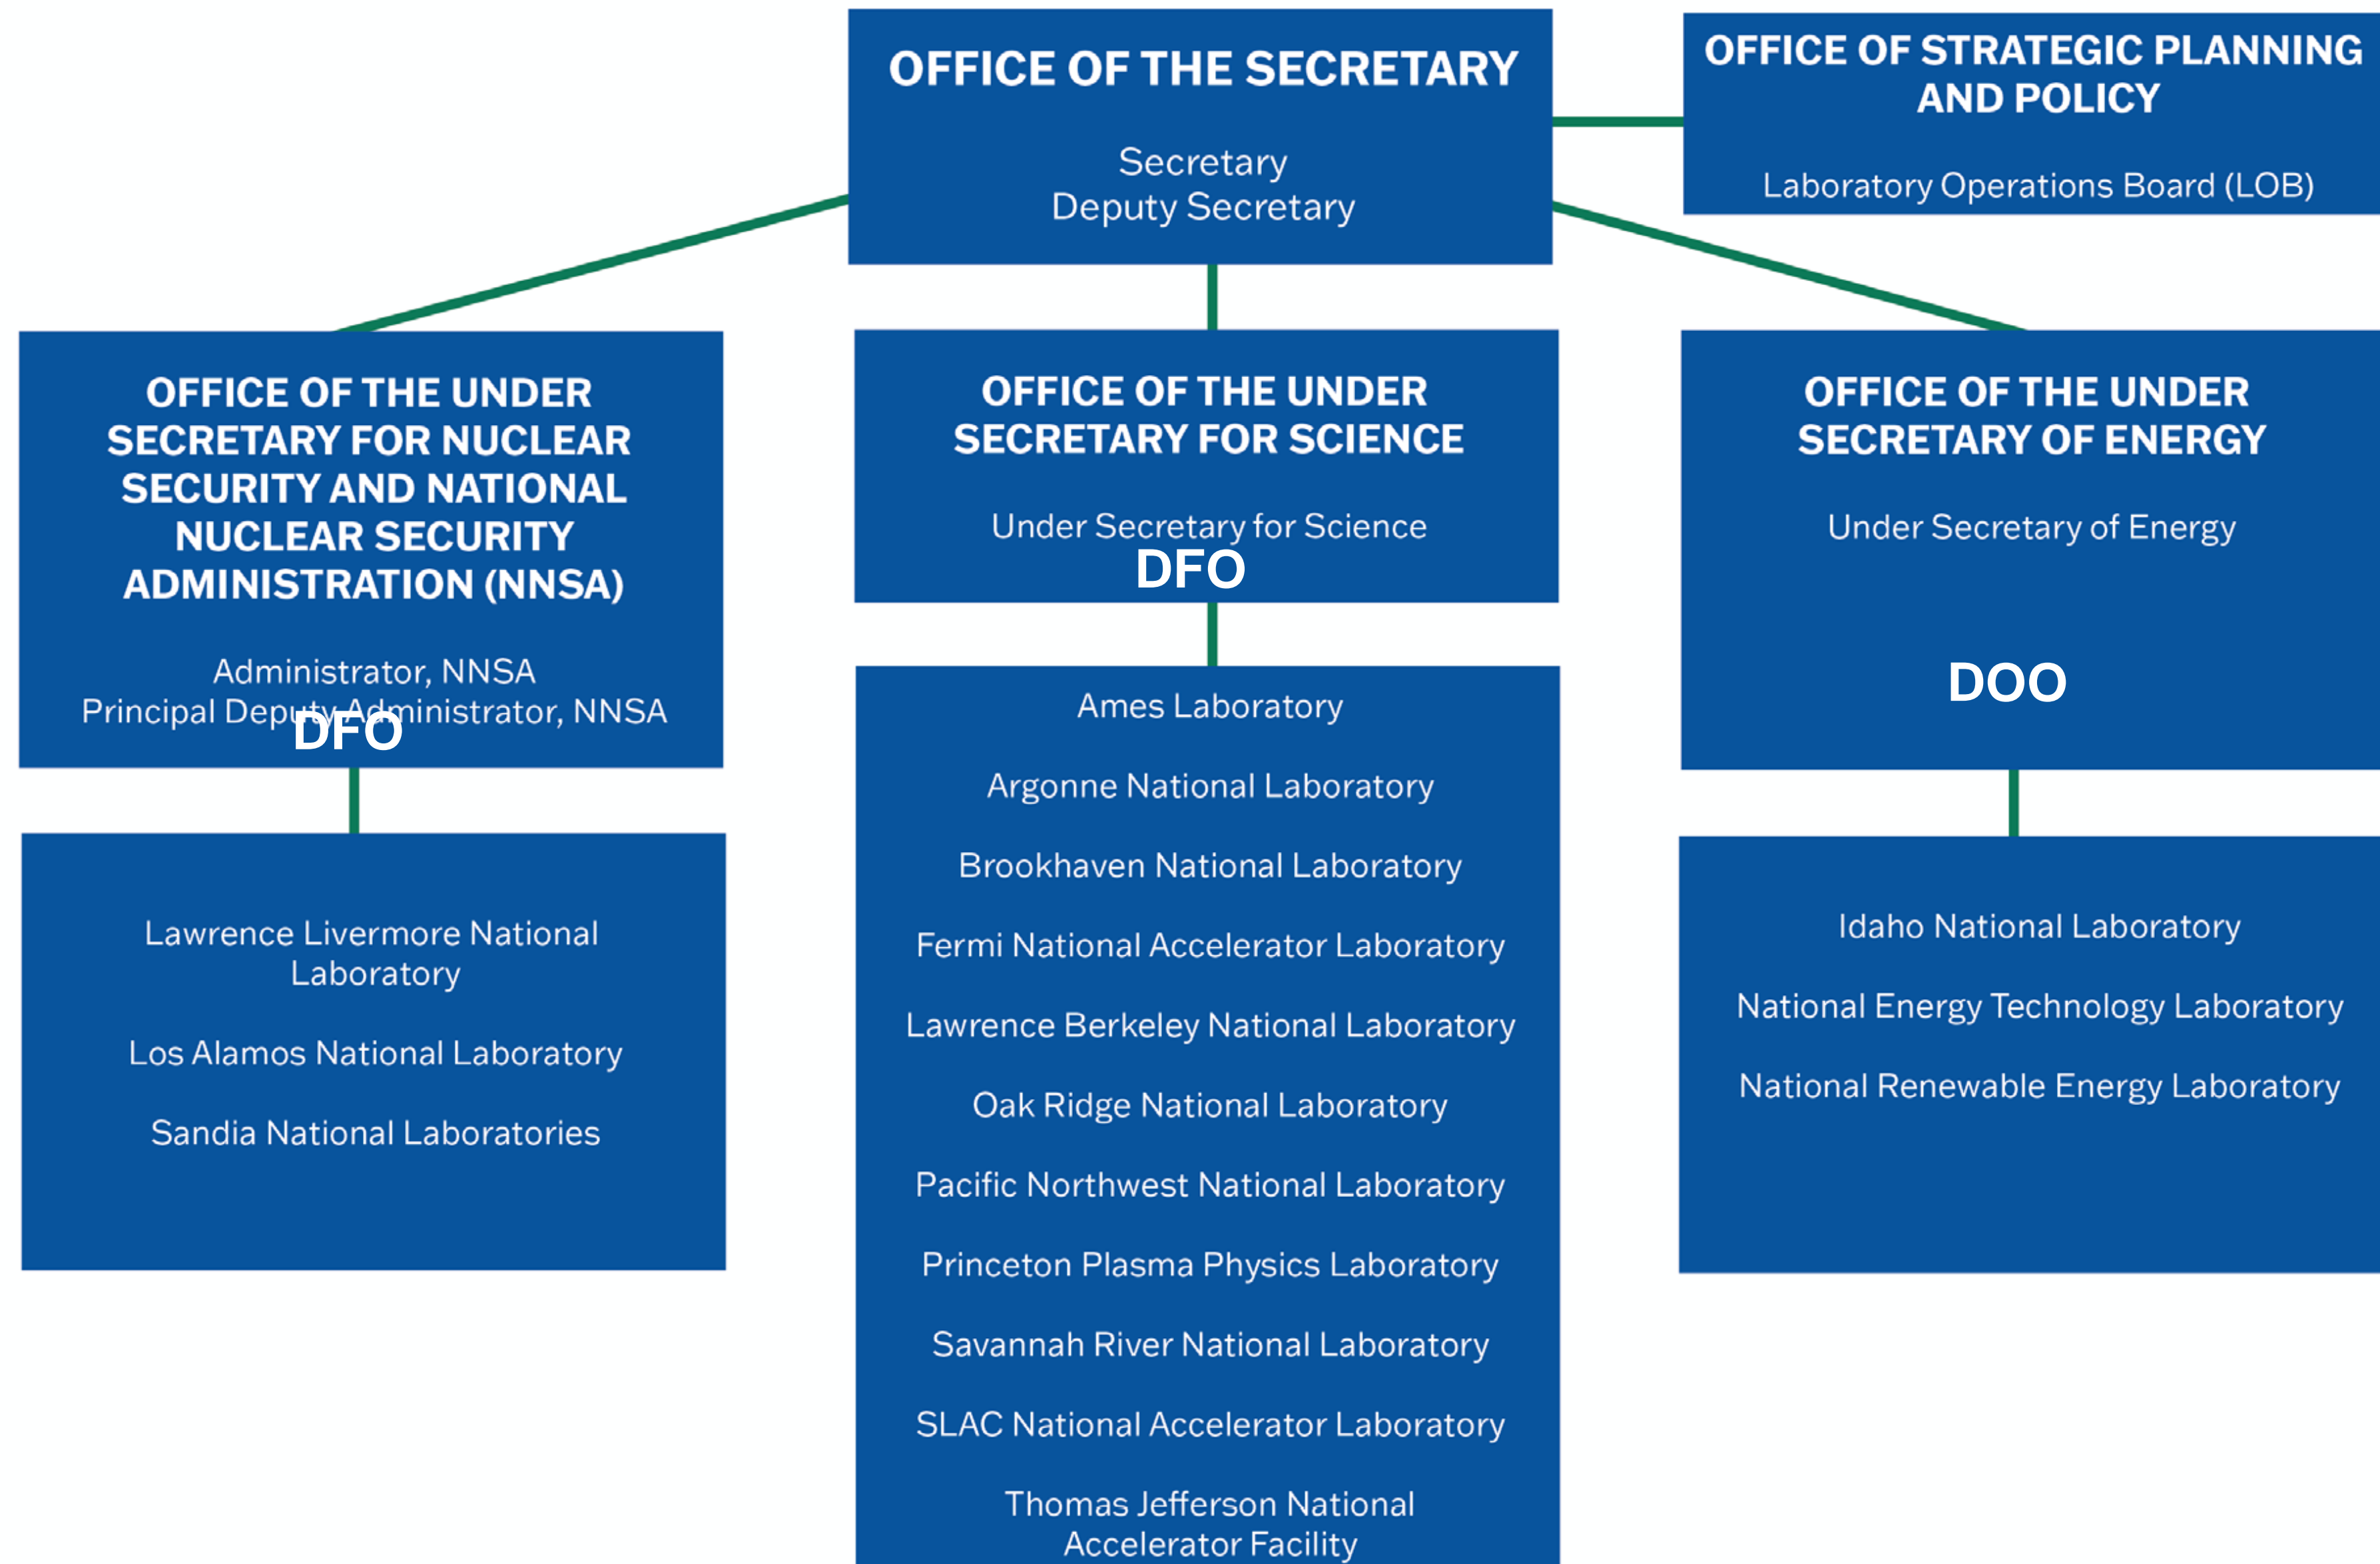 OFFICE OF THE SECRETARY
Secretary
Deputy Secretary
OFFICE OF STRATEGIC PLANNING
AND POLICY
Laboratory Operations Board (LOB)
OFFICE OF THE UNDER
SECRETARY FOR NUCLEAR
SECURITY AND NATIONAL
NUCLEAR SECURITY
ADMINISTRATION (NNSA)
Administrator, NNSA
Principal Deputy Administrator, NNSA
DFO
Lawrence Livermore National
Laboratory
Los Alamos National Laboratory
Sandia National Laboratories
OFFICE OF THE UNDER
SECRETARY FOR SCIENCE
Under Secretary for Science
DFO
Ames Laboratory
Argonne National Laboratory
Brookhaven National Laboratory
Fermi National Accelerator Laboratory
Lawrence Berkeley National Laboratory
Oak Ridge National Laboratory
Pacific Northwest National Laboratory
Princeton Plasma Physics Laboratory
Savannah River National Laboratory
SLAC National Accelerator Laboratory
Thomas Jefferson National
Accelerator Facility
OFFICE OF THE UNDER
SECRETARY OF ENERGY
Under Secretary of Energy
DOO
Idaho National Laboratory
National Energy Technology Laboratory
National Renewable Energy Laboratory